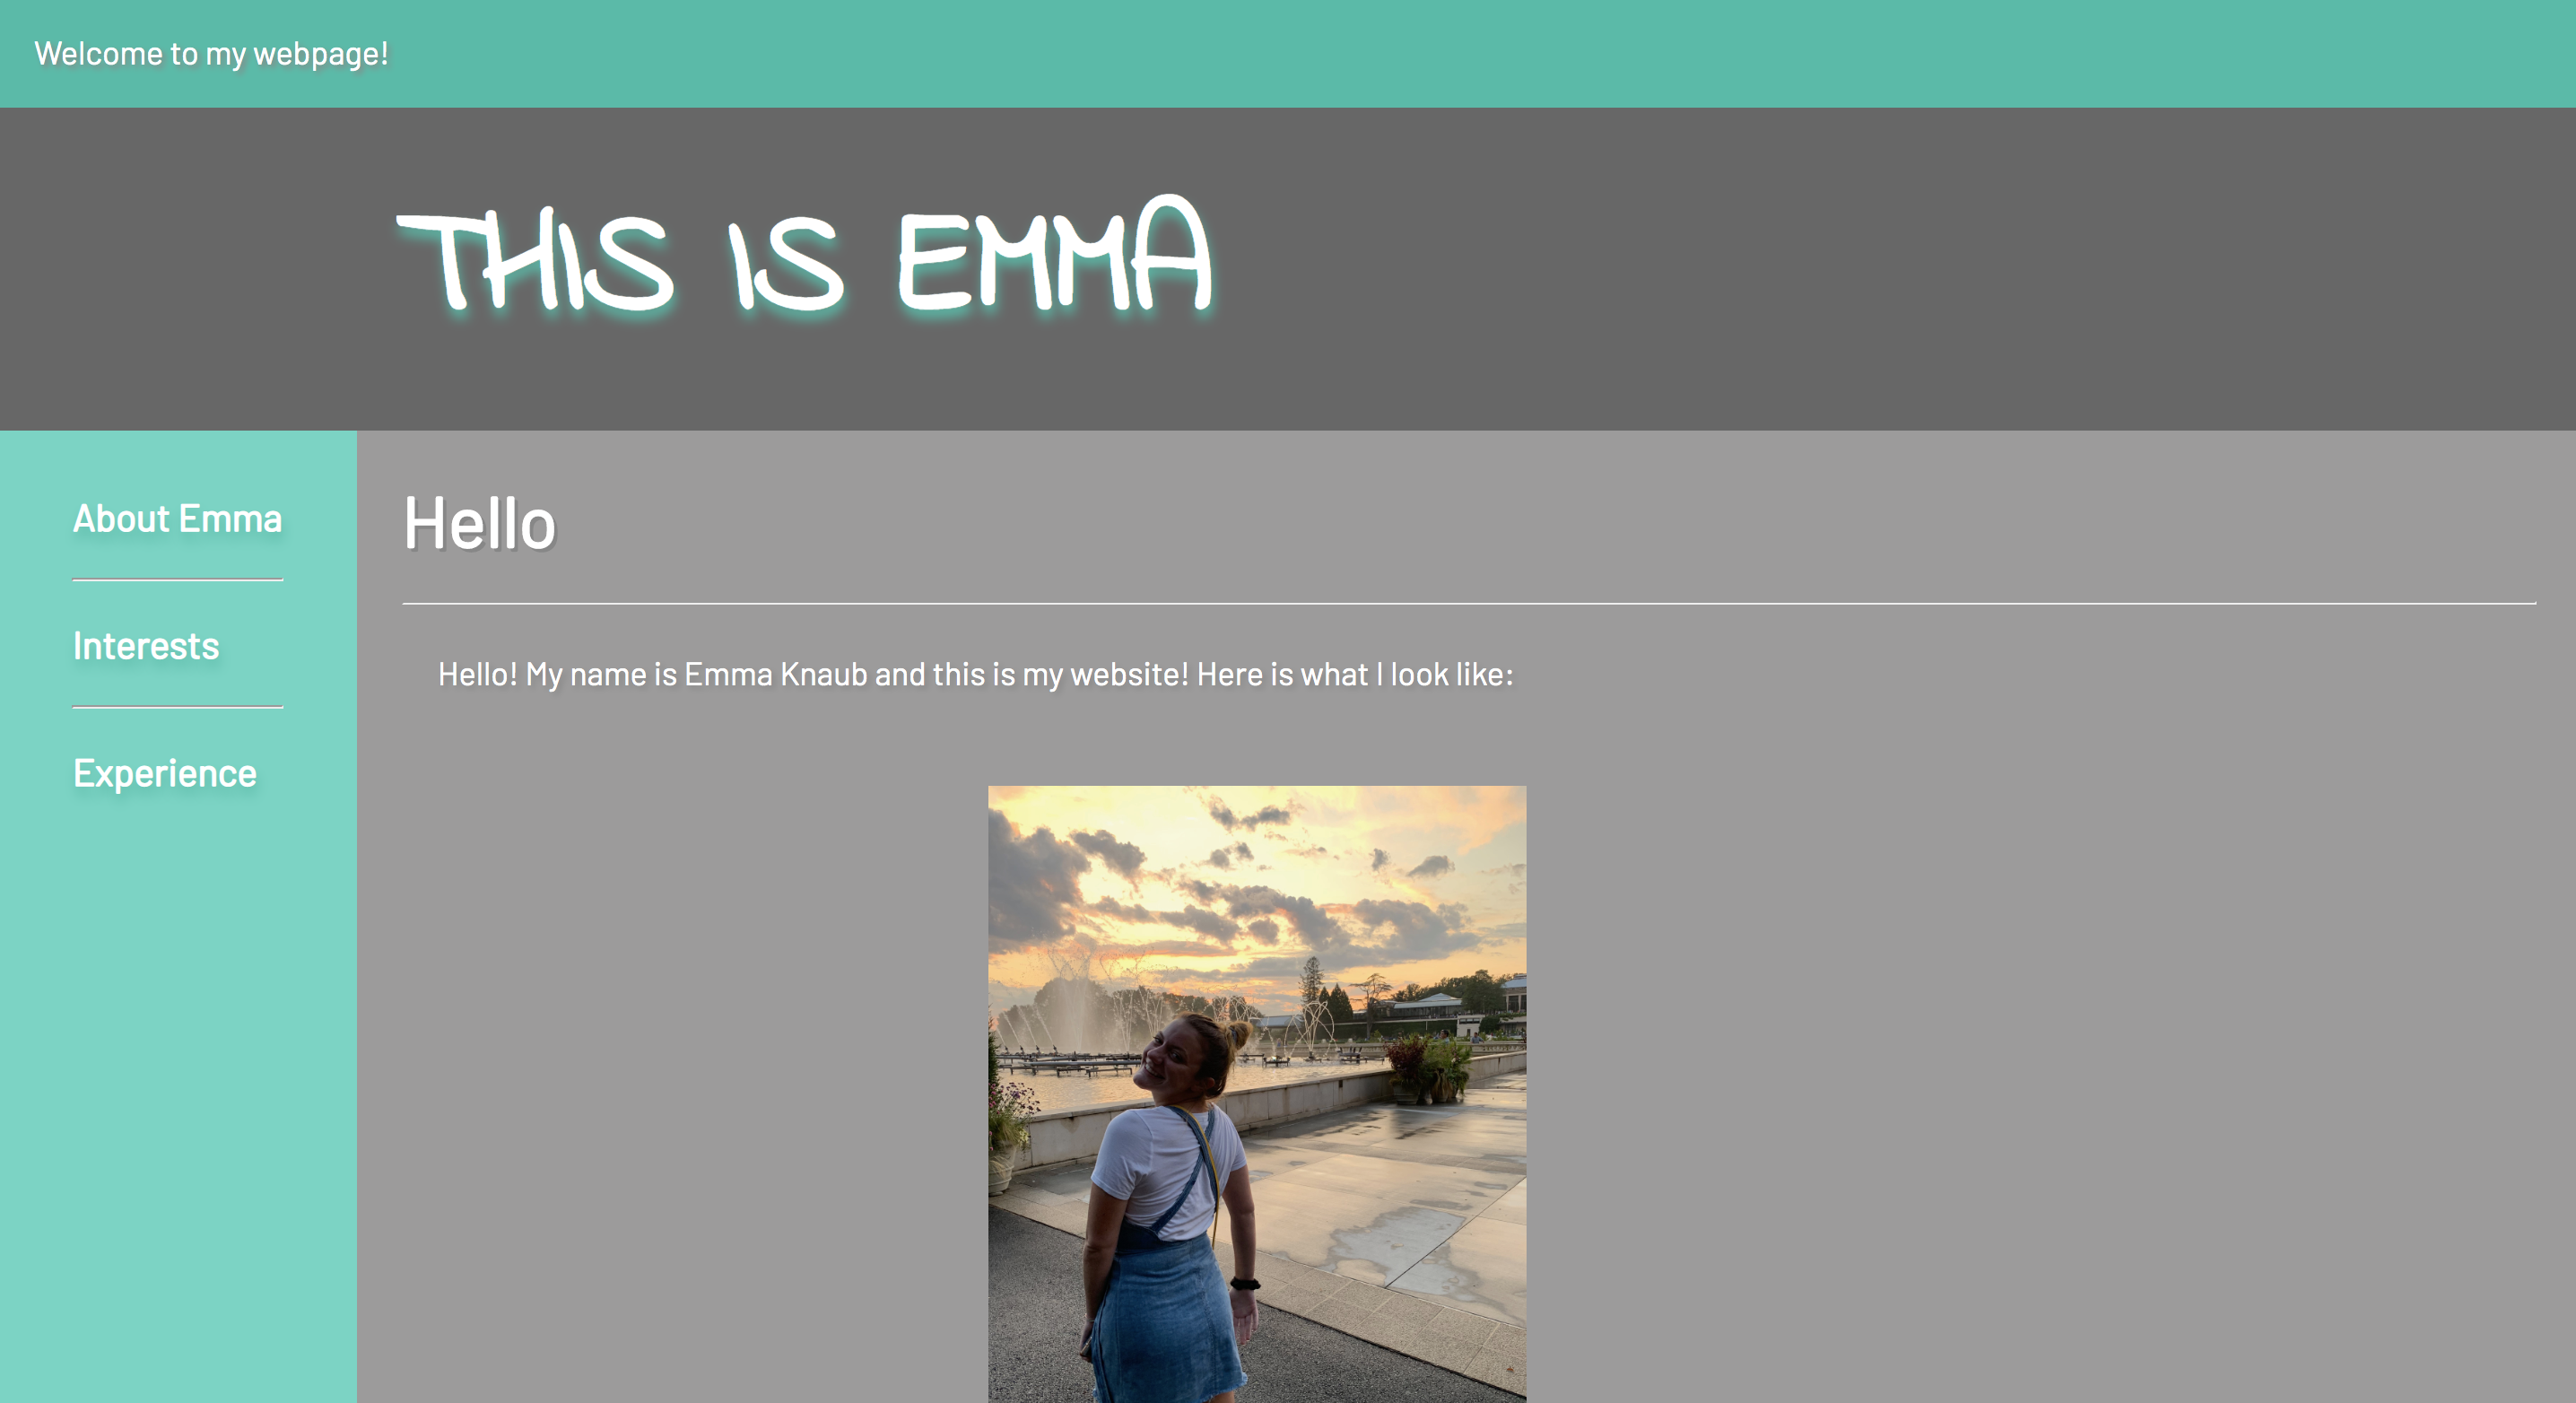 Welcome to my webpage!
THIS IS EMMA
About Emma
Interests
Experience
Hello
Hello! My name is Emma Knaub and this is my website! Here is what I look like: